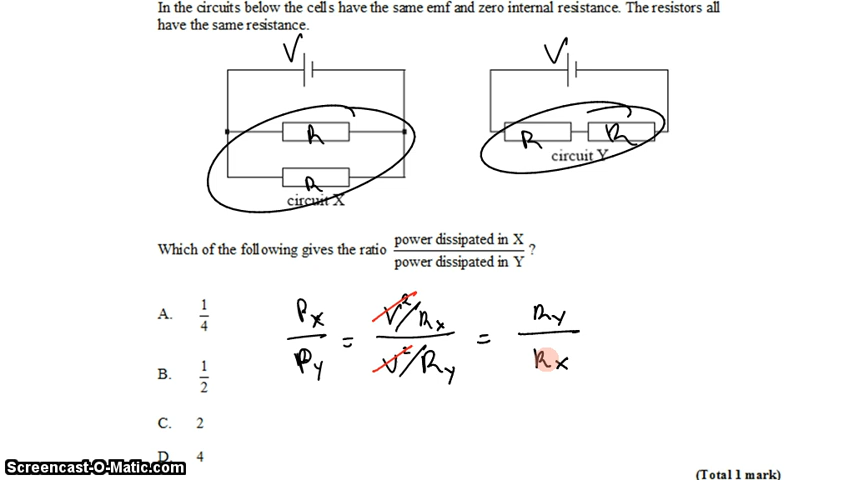 In the circuits below the cells have the same emf and zero internal resistance. The resistors all
have the same resistance.
V V
R R R
R
circuit X circuit Y
Which of the following gives the ratio power dissipated in X / power dissipated in Y ?
A. 1/4
B. 1/2
C. 2
D. 4
Px/Py = V²/Rx / V²/Ry = Ry/Rx
Screencast-O-Matic.com
(Total 1 mark)